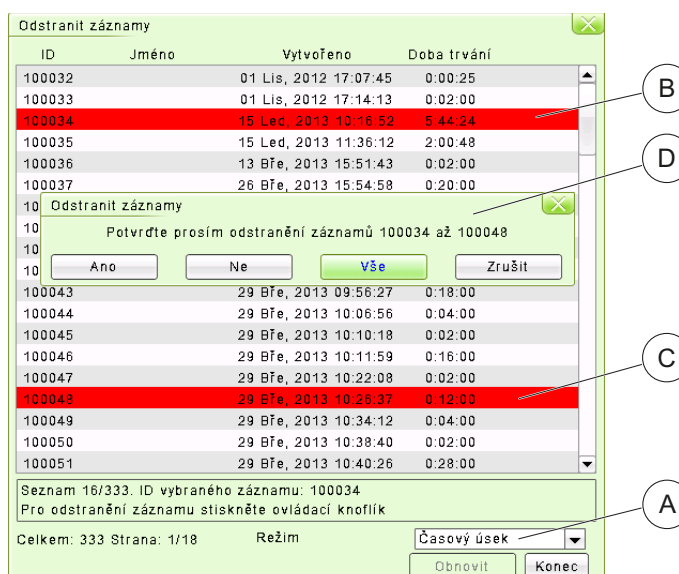 Odstranit záznamy
ID Jméno Vytvořeno Doba trvání
100032 01 Lis, 2012 17:07:45 0:00:25
100033 01 Lis, 2012 17:14:13 0:02:00
B
100034 15 Led, 2013 10:16:52 5:44:24
100035 15 Led, 2013 11:36:12 2:00:48
D
100036 13 Bře, 2013 15:51:43 0:02:00
100037 26 Bře, 2013 15:54:58 0:20:00
10
Odstranit záznamy
10
Potvrďte prosím odstranění záznamů 100034 až 100048
10
10
Ano Ne Vše Zrušit
100043 29 Bře, 2013 09:56:27 0:18:00
100044 29 Bře, 2013 10:06:56 0:04:00
100045 29 Bře, 2013 10:10:18 0:02:00
100046 29 Bře, 2013 10:11:59 0:16:00
C
100047 29 Bře, 2013 10:22:08 0:02:00
100048 29 Bře, 2013 10:26:37 0:12:00
100049 29 Bře, 2013 10:34:12 0:04:00
100050 29 Bře, 2013 10:38:40 0:02:00
100051 29 Bře, 2013 10:40:26 0:28:00
Seznam 16/333. ID vybraného záznamu: 100034
Pro odstranění záznamu stiskněte ovládací knoflík
A
Celkem: 333 Strana: 1/18 Režim Časový úsek
Obnovit Konec